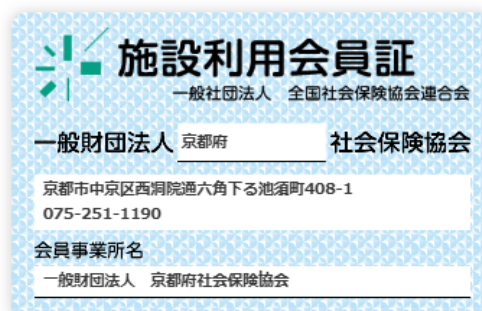 施設利用会員証
一般社団法人　全国社会保険協会連合会
一般財団法人 京都府 社会保険協会
京都市中京区西洞院通六角下る池須町408-1
075-251-1190
会員事業所名
一般財団法人　京都府社会保険協会